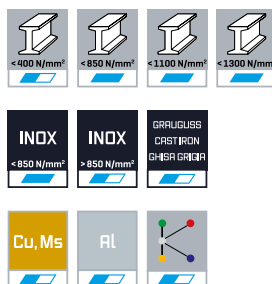 <400 N/mm² <850 N/mm² <1100 N/mm² <1300 N/mm²
INOX INOX GRAUGUSS
CAST IRON
GHISA GRIGIA
<850 N/mm² >850 N/mm²
Cu, Ms Al